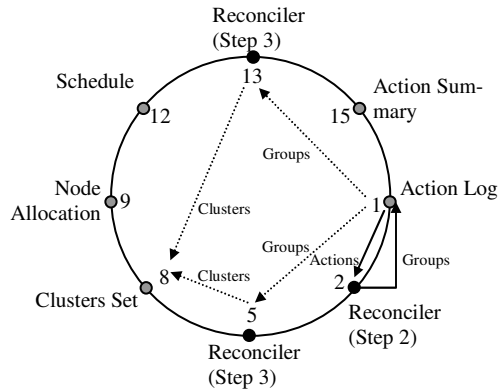 Reconciler
(Step 3)
13
Schedule
12
Action Sum-
mary
15
Groups
Node
Allocation
9
Action Log
1
Clusters
Groups
Actions
Groups
8
Clusters
2
Clusters Set
5
Reconciler
(Step 2)
Reconciler
(Step 3)